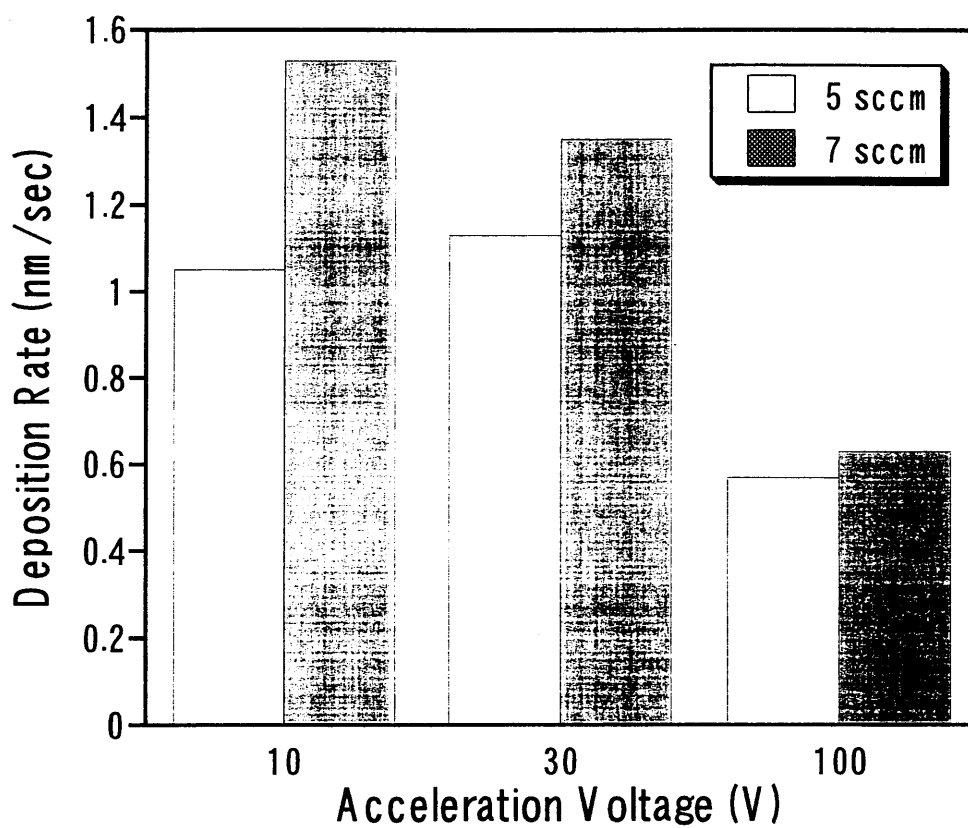 1.6
1.4
1.2
1
0.8
0.6
0.4
0.2
0
Deposition Rate (nm/sec)
5 sccm
7 sccm
10 30 100
Acceleration Voltage (V)